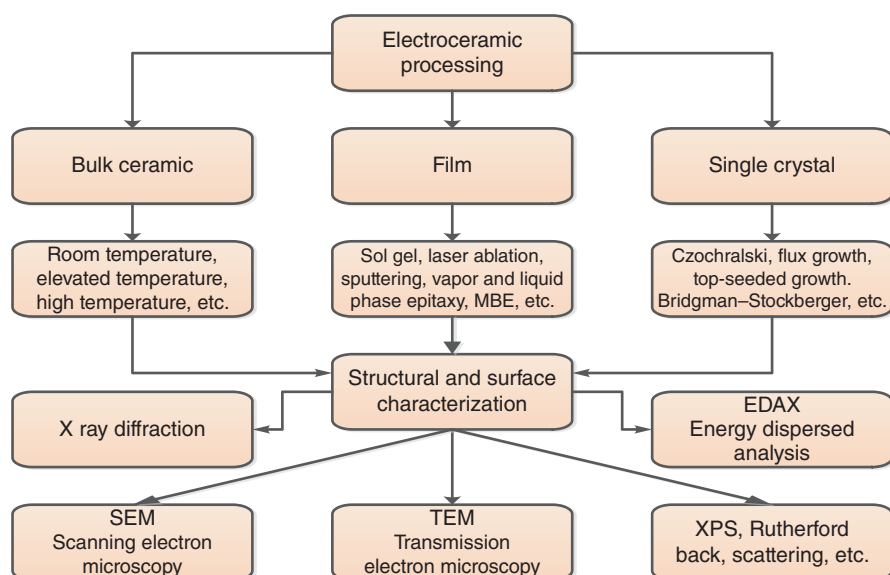 Electroceramic
processing
Bulk ceramic
Film
Single crystal
Room temperature,
elevated temperature,
high temperature, etc.
Sol gel, laser ablation,
sputtering, vapor and liquid
phase epitaxy, MBE, etc.
Czochralski, flux growth,
top-seeded growth.
Bridgman–Stockberger, etc.
Structural and surface
characterization
X ray diffraction
EDAX
Energy dispersed
analysis
SEM
Scanning electron
microscopy
TEM
Transmission
electron microscopy
XPS, Rutherford
back, scattering, etc.